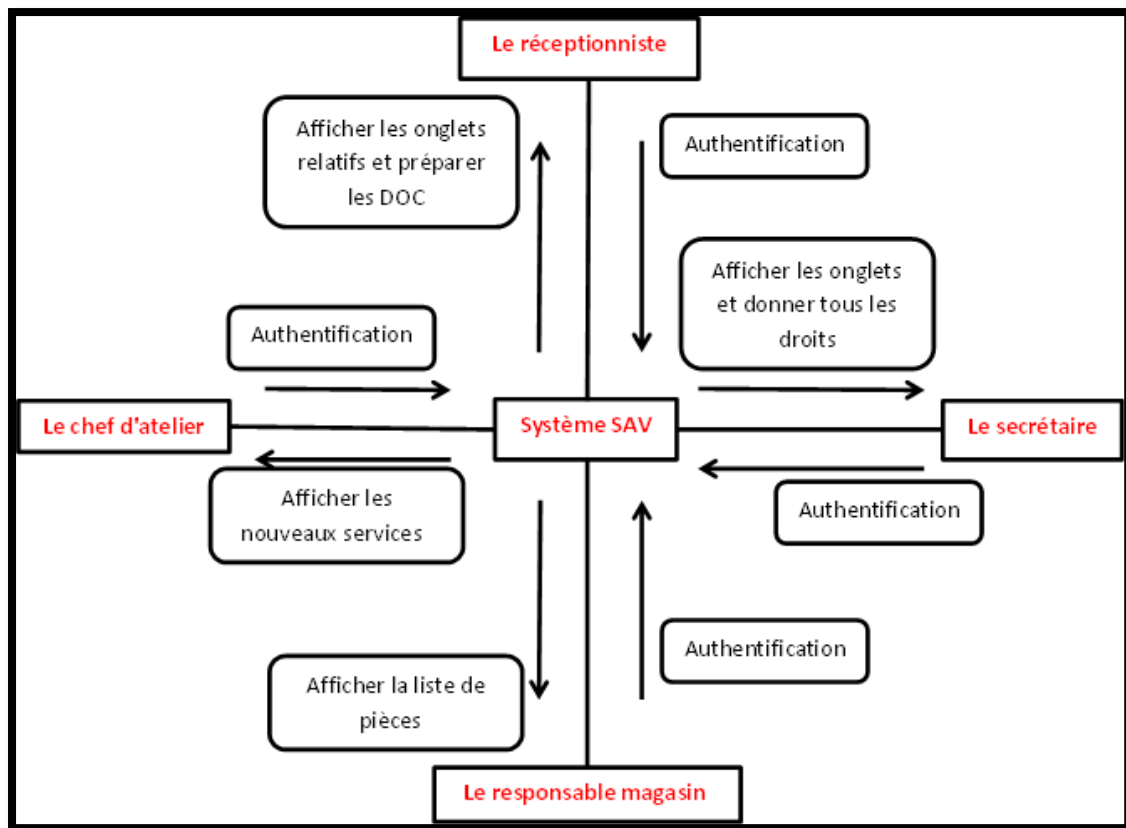 Le réceptionniste
Afficher les onglets
relatifs et préparer
les DOC
Authentification
Afficher les onglets
et donner tous les
droits
Authentification
Le chef d'atelier
Système SAV
Le secrétaire
Afficher les
nouveaux services
Authentification
Authentification
Afficher la liste de
pièces
Le responsable magasin